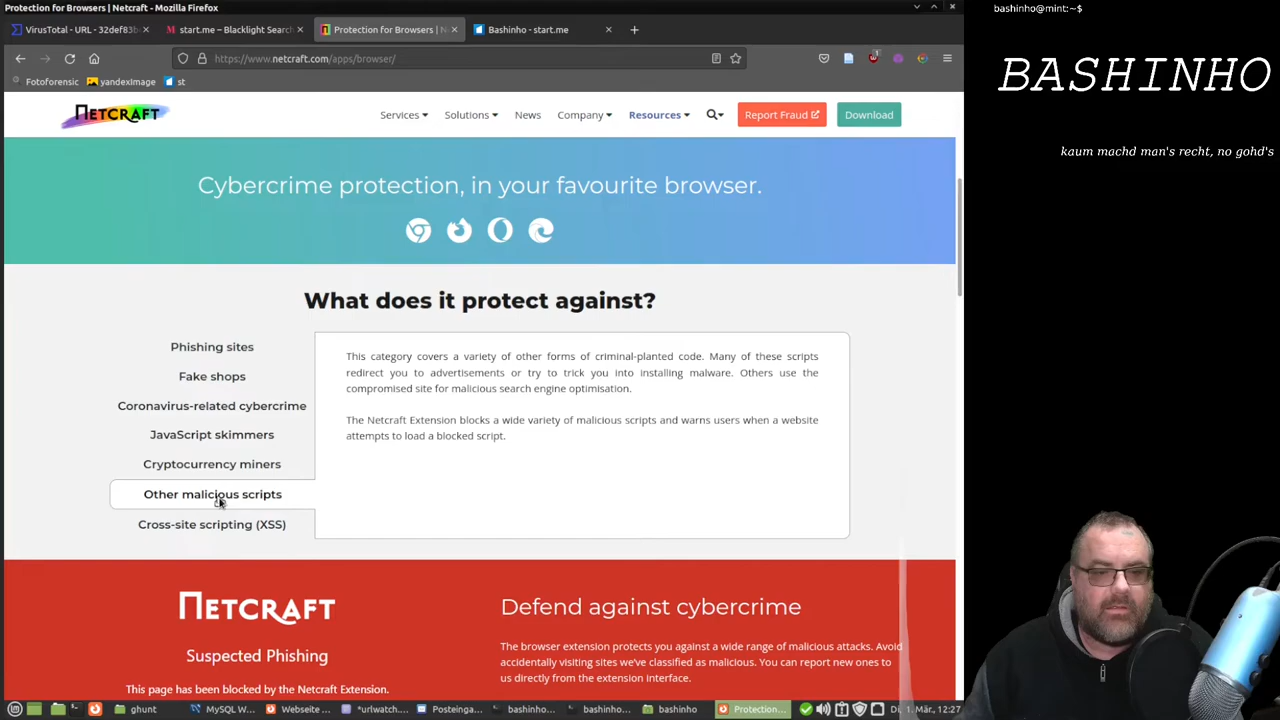 Protection for Browsers | Netcraft - Mozilla Firefox
VirusTotal - URL - 32def83b
start.me – Blacklight Search
Protection for Browsers | N
Bashinho - start.me
https://www.netcraft.com/apps/browser/
Fotoforensic
yandexImage
st
NETCRAFT
Services
Solutions
News
Company
Resources
Report Fraud
Download
Cybercrime protection, in your favourite browser.
What does it protect against?
Phishing sites
Fake shops
Coronavirus-related cybercrime
JavaScript skimmers
Cryptocurrency miners
Other malicious scripts
Cross-site scripting (XSS)
This category covers a variety of other forms of criminal-planted code. Many of these scripts
redirect you to advertisements or try to trick you into installing malware. Others use the
compromised site for malicious search engine optimisation.
The Netcraft Extension blocks a wide variety of malicious scripts and warns users when a website
attempts to load a blocked script.
NETCRAFT
Suspected Phishing
This page has been blocked by the Netcraft Extension.
Defend against cybercrime
The browser extension protects you against a wide range of malicious attacks. Avoid
accidentally visiting sites we've classified as malicious. You can report new ones to
us directly from the extension interface.
ghunt
MySQL W...
Webseite ...
*urlwatch...
Posteinga...
bashinho...
bashinho...
bashinho
Protection...
Di, 1. Mär., 12:27
bashinho@mint:~$
BASHINHO
kaum machd man's recht, no gohd's